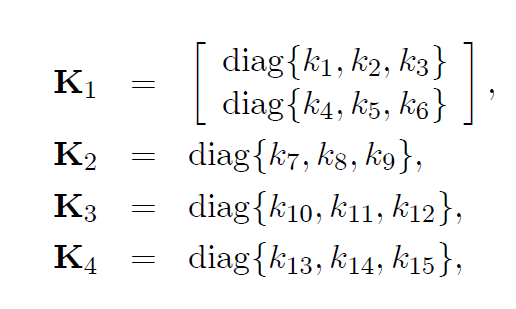 K₁ = [ diag{k₁, k₂, k₃}
diag{k₄, k₅, k₆} ],
K₂ = diag{k₇, k₈, k₉},
K₃ = diag{k₁₀, k₁₁, k₁₂},
K₄ = diag{k₁₃, k₁₄, k₁₅},